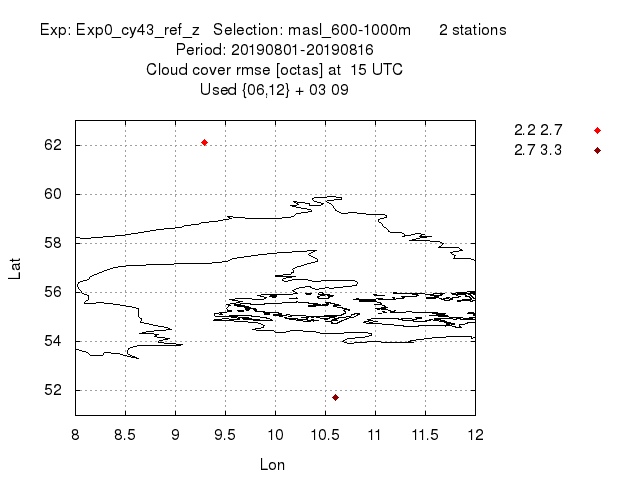 Exp: Exp0_cy43_ref_z Selection: masl_600-1000m 2 stations
Period: 20190801-20190816
Cloud cover rmse [octas] at 15 UTC
Used {06,12} + 03 09
2.2 2.7
2.7 3.3
62
60
58
56
54
52
Lat
8 8.5 9 9.5 10 10.5 11 11.5 12
Lon